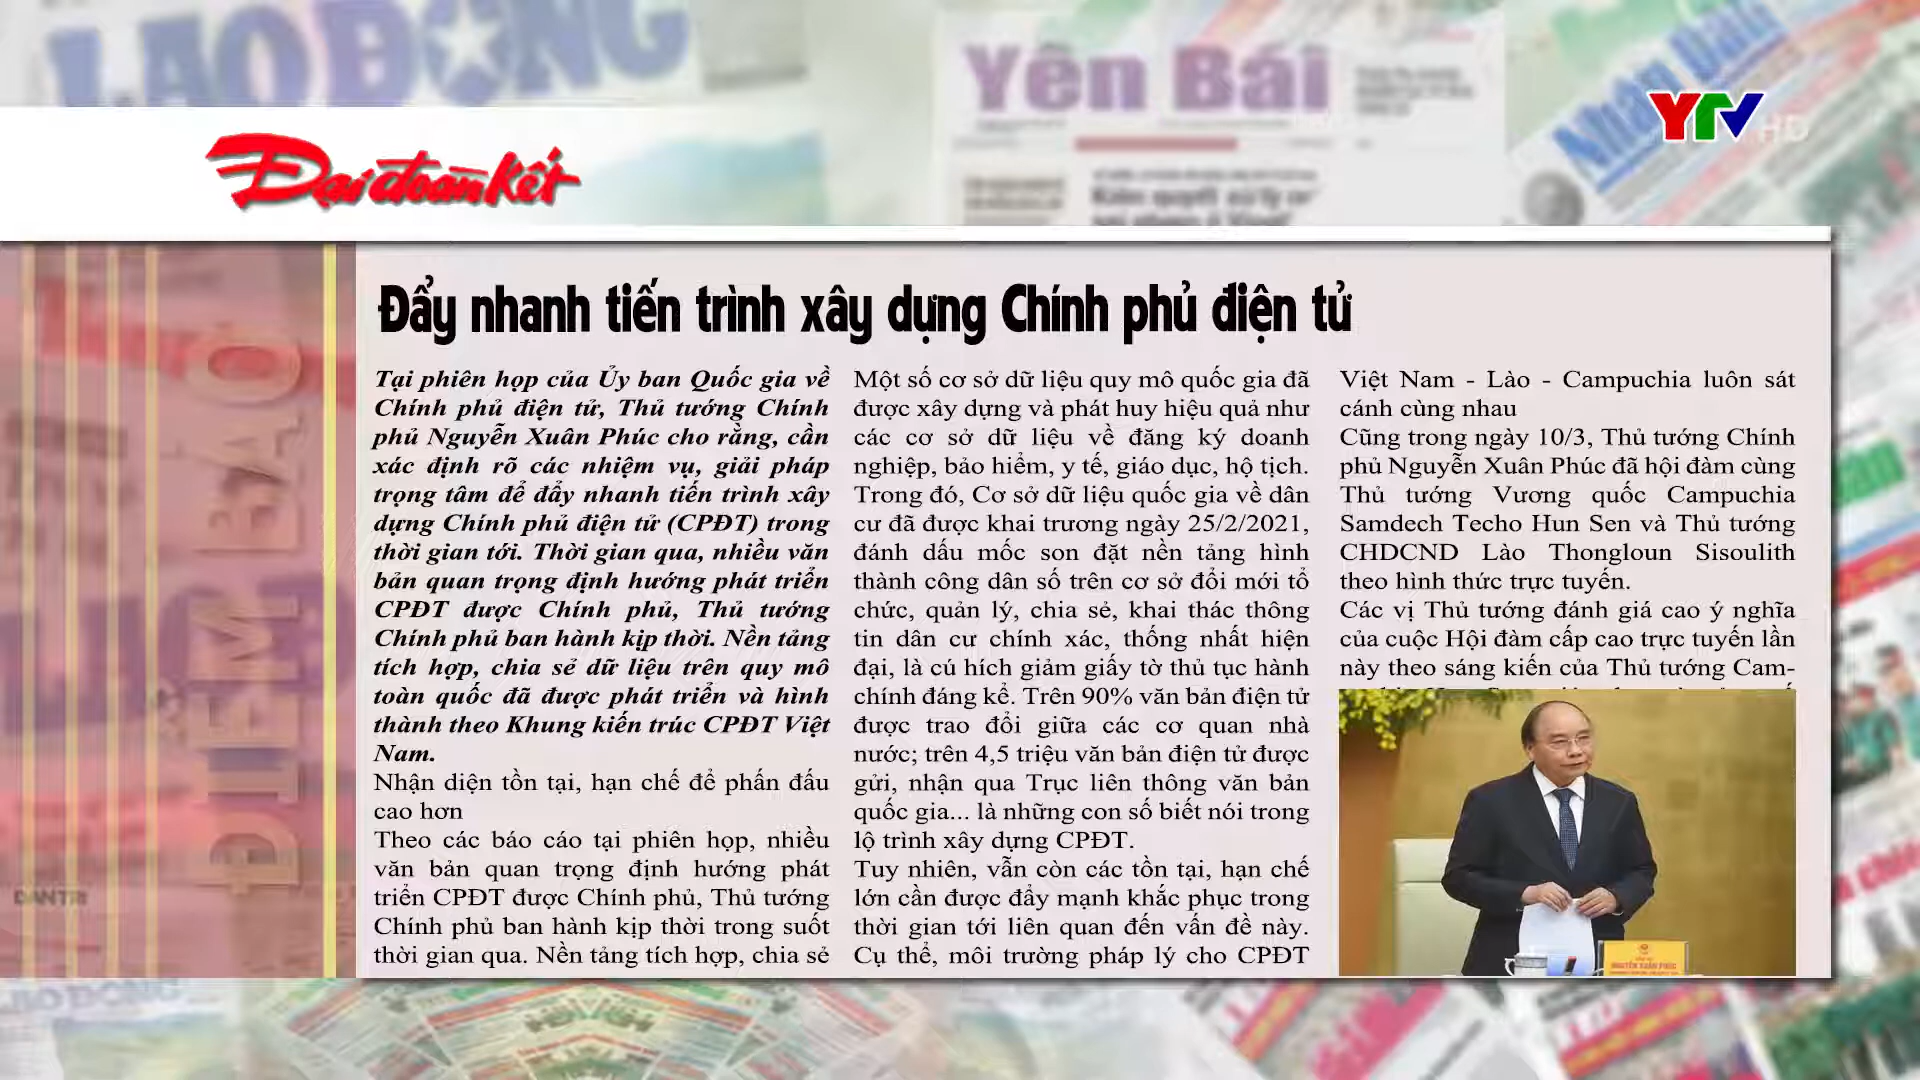 LAO ĐỘNG
Yên Bái
Nhân Dân
YTV HD
Đại đoàn kết
ĐIỂM BÁO
DANTRI
Đẩy nhanh tiến trình xây dựng Chính phủ điện tử
Tại phiên họp của Ủy ban Quốc gia về
Chính phủ điện tử, Thủ tướng Chính
phủ Nguyễn Xuân Phúc cho rằng, cần
xác định rõ các nhiệm vụ, giải pháp
trọng tâm để đẩy nhanh tiến trình xây
dựng Chính phủ điện tử (CPĐT) trong
thời gian tới. Thời gian qua, nhiều văn
bản quan trọng định hướng phát triển
CPĐT được Chính phủ, Thủ tướng
Chính phủ ban hành kịp thời. Nền tảng
tích hợp, chia sẻ dữ liệu trên quy mô
toàn quốc đã được phát triển và hình
thành theo Khung kiến trúc CPĐT Việt
Nam.
Nhận diện tồn tại, hạn chế để phấn đấu
cao hơn
Theo các báo cáo tại phiên họp, nhiều
văn bản quan trọng định hướng phát
triển CPĐT được Chính phủ, Thủ tướng
Chính phủ ban hành kịp thời trong suốt
thời gian qua. Nền tảng tích hợp, chia sẻ
Một số cơ sở dữ liệu quy mô quốc gia đã
được xây dựng và phát huy hiệu quả như
các cơ sở dữ liệu về đăng ký doanh
nghiệp, bảo hiểm, y tế, giáo dục, hộ tịch.
Trong đó, Cơ sở dữ liệu quốc gia về dân
cư đã được khai trương ngày 25/2/2021,
đánh dấu mốc son đặt nền tảng hình
thành công dân số trên cơ sở đổi mới tổ
chức, quản lý, chia sẻ, khai thác thông
tin dân cư chính xác, thống nhất hiện
đại, là cú hích giảm giấy tờ thủ tục hành
chính đáng kể. Trên 90% văn bản điện tử
được trao đổi giữa các cơ quan nhà
nước; trên 4,5 triệu văn bản điện tử được
gửi, nhận qua Trục liên thông văn bản
quốc gia... là những con số biết nói trong
lộ trình xây dựng CPĐT.
Tuy nhiên, vẫn còn các tồn tại, hạn chế
lớn cần được đẩy mạnh khắc phục trong
thời gian tới liên quan đến vấn đề này.
Cụ thể, môi trường pháp lý cho CPĐT
Việt Nam - Lào - Campuchia luôn sát
cánh cùng nhau
Cũng trong ngày 10/3, Thủ tướng Chính
phủ Nguyễn Xuân Phúc đã hội đàm cùng
Thủ tướng Vương quốc Campuchia
Samdech Techo Hun Sen và Thủ tướng
CHDCND Lào Thongloun Sisoulith
theo hình thức trực tuyến.
Các vị Thủ tướng đánh giá cao ý nghĩa
của cuộc Hội đàm cấp cao trực tuyến lần
này theo sáng kiến của Thủ tướng Cam-
NGUYỄN XUÂN PHÚC
LAO ĐỘNG